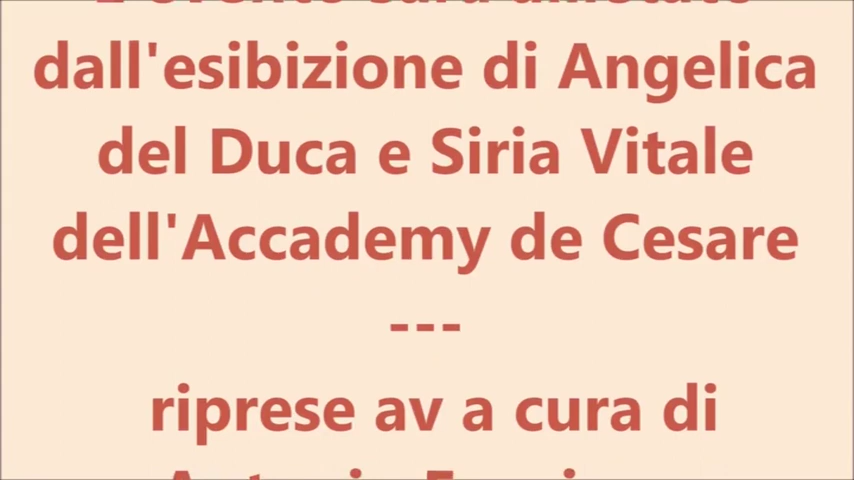 dall'esibizione di Angelica
del Duca e Siria Vitale
dell'Accademy de Cesare
---
riprese av a cura di